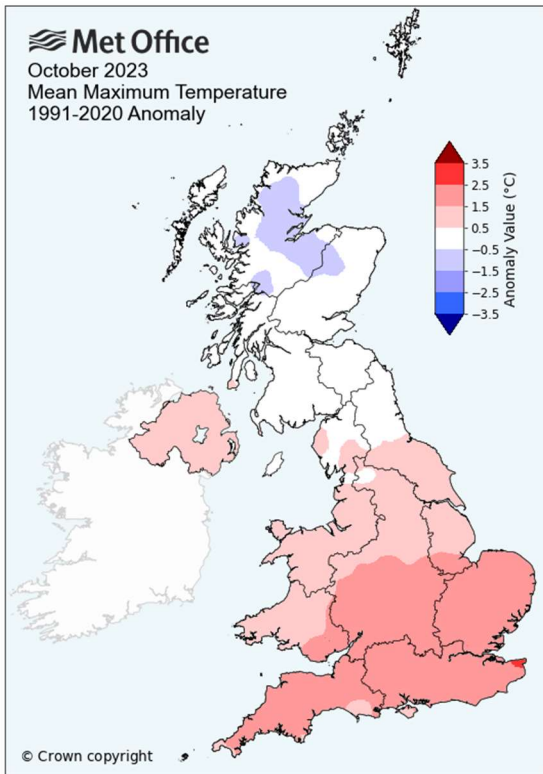 Met Office
October 2023
Mean Maximum Temperature
1991-2020 Anomaly
3.5
2.5
1.5
0.5
−0.5
−1.5
−2.5
−3.5
Anomaly Value (°C)
© Crown copyright